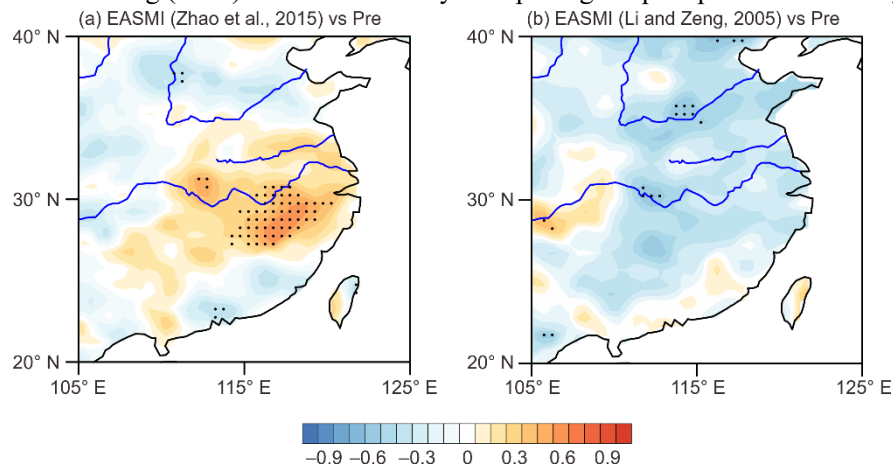 (a) EASMI (Zhao et al., 2015) vs Pre
(b) EASMI (Li and Zeng, 2005) vs Pre
40° N
40° N
30° N
30° N
20° N
20° N
105° E
115° E
125° E
105° E
115° E
125° E
−0.9 −0.6 −0.3 0 0.3 0.6 0.9